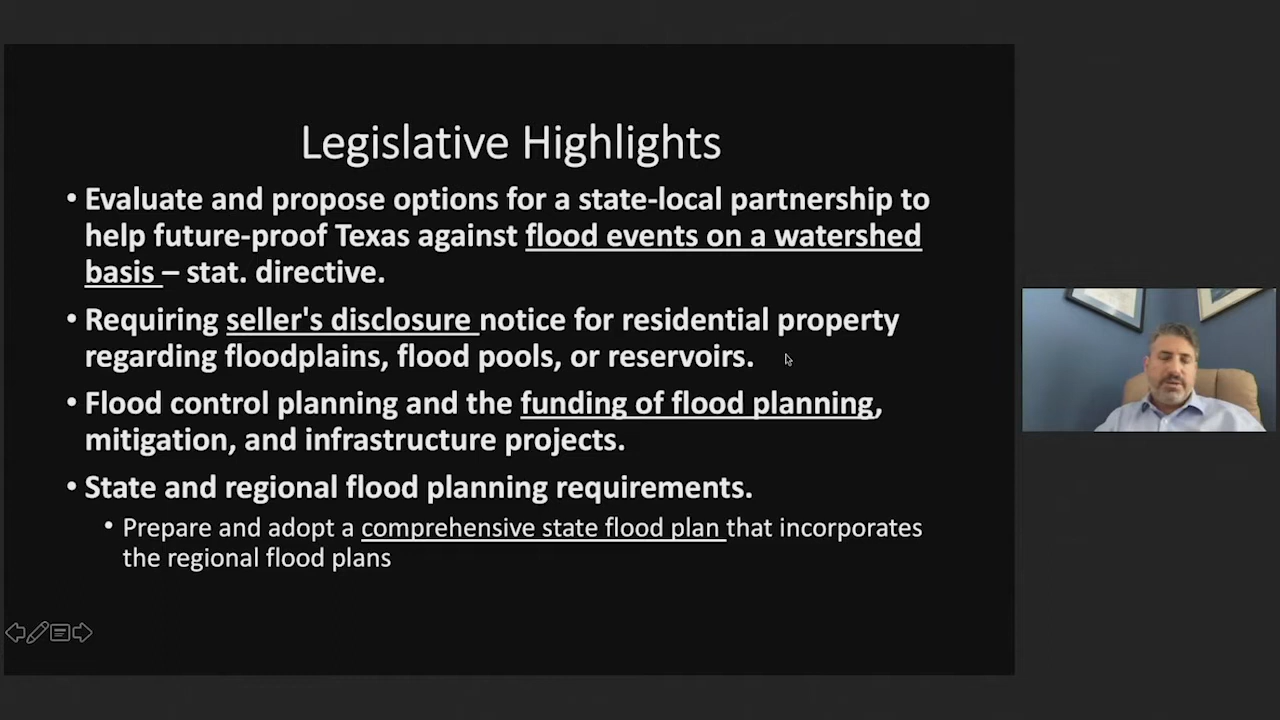 Legislative Highlights
• Evaluate and propose options for a state-local partnership to
help future-proof Texas against flood events on a watershed
basis – stat. directive.
• Requiring seller's disclosure notice for residential property
regarding floodplains, flood pools, or reservoirs.
• Flood control planning and the funding of flood planning,
mitigation, and infrastructure projects.
• State and regional flood planning requirements.
• Prepare and adopt a comprehensive state flood plan that incorporates
the regional flood plans